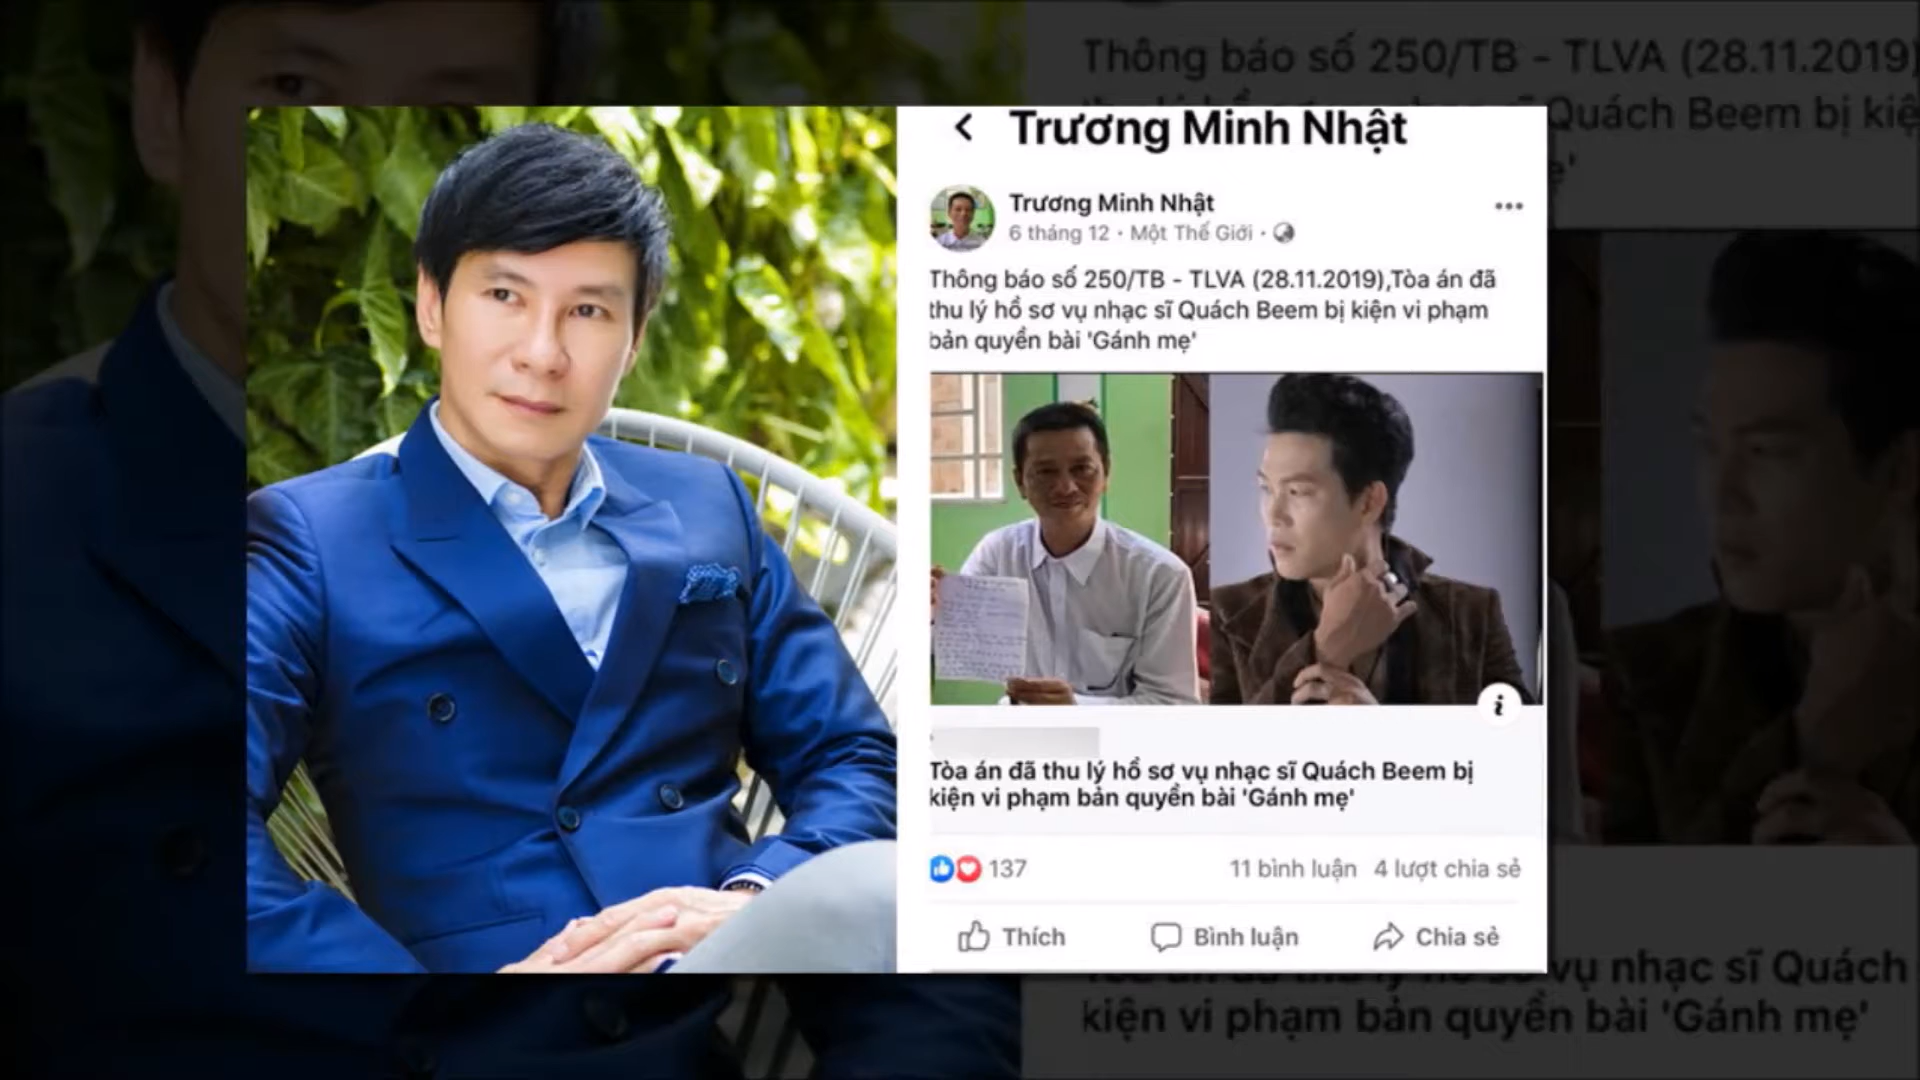 Thông báo số 250/TB - TLVA (28.11.2019)
Quách Beem bị kiệ
Trương Minh Nhật
Trương Minh Nhật
6 tháng 12 · Một Thế Giới ·
Thông báo số 250/TB - TLVA (28.11.2019),Tòa án đã
thu lý hồ sơ vụ nhạc sĩ Quách Beem bị kiện vi phạm
bản quyền bài 'Gánh mẹ'
Tòa án đã thu lý hồ sơ vụ nhạc sĩ Quách Beem bị
kiện vi phạm bản quyền bài 'Gánh mẹ'
137
11 bình luận 4 lượt chia sẻ
Thích
Bình luận
Chia sẻ
vụ nhạc sĩ Quách
kiện vi phạm bản quyền bài 'Gánh mẹ'